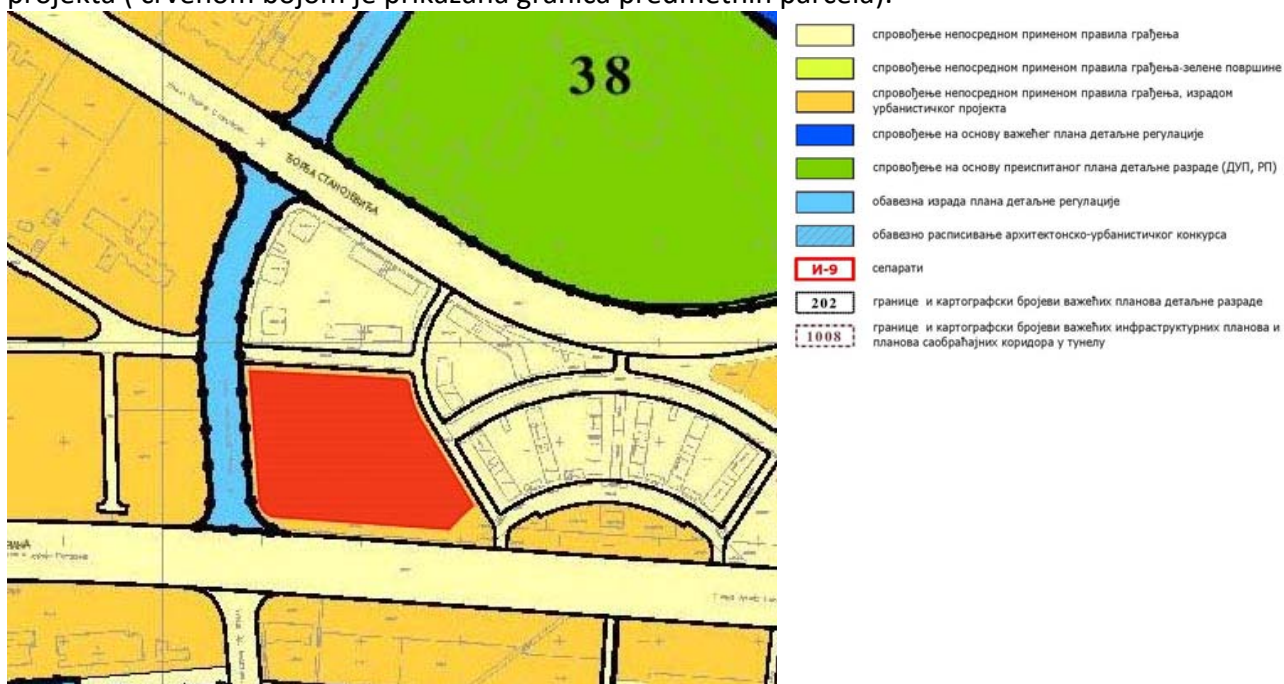 пројекта ( црвеном бојом је приказана граница предметних парцела).
38
ЂОРЂА СТАНОЈЕВИЋА
спровођење непосредном применом правила грађења
спровођење непосредном применом правила грађења-зелене површине
спровођење непосредном применом правила грађења, израдом
урбанистичког пројекта
спровођење на основу важећег плана детаљне регулације
спровођење на основу преиспитаног плана детаљне разраде (ДУП, РП)
обавезна израда плана детаљне регулације
обавезно расписивање архитектонско-урбанистичког конкурса
И-9
сепарати
202
границе и картографски бројеви важећих планова детаљне разраде
1008
границе и картографски бројеви важећих инфраструктурних планова и
планова саобраћајних коридора у тунелу